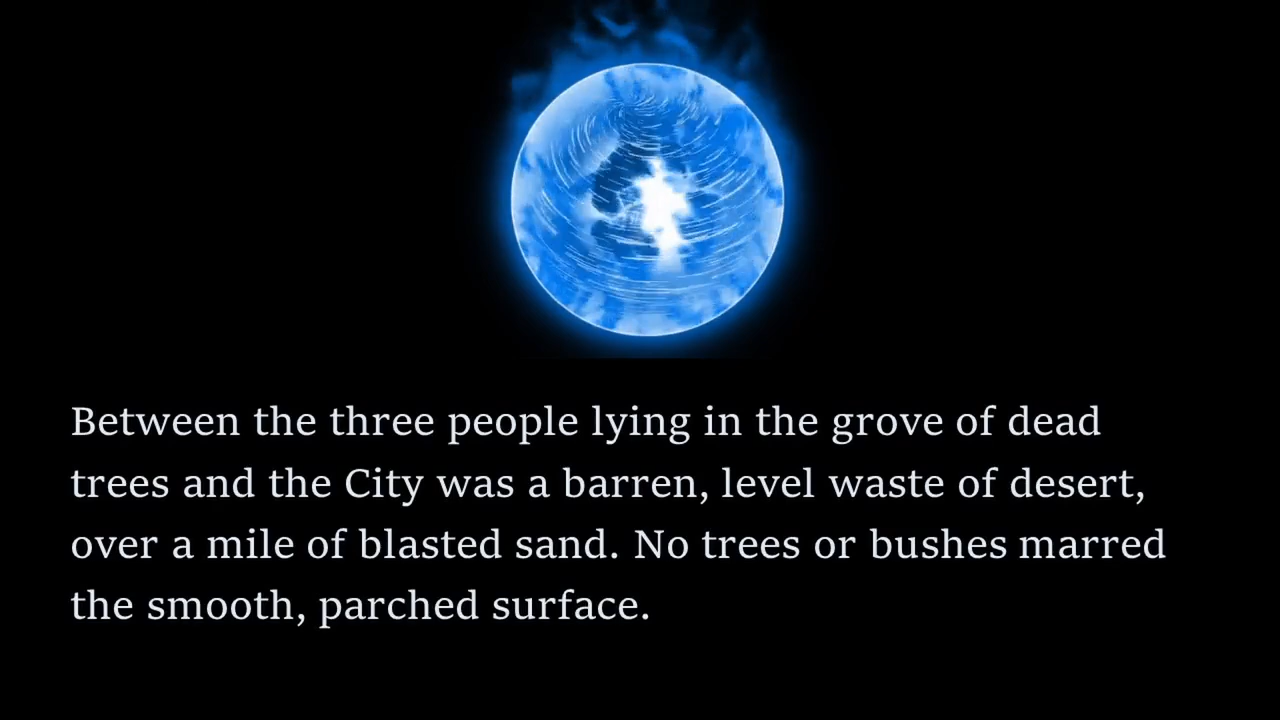 Between the three people lying in the grove of dead
trees and the City was a barren, level waste of desert,
over a mile of blasted sand. No trees or bushes marred
the smooth, parched surface.